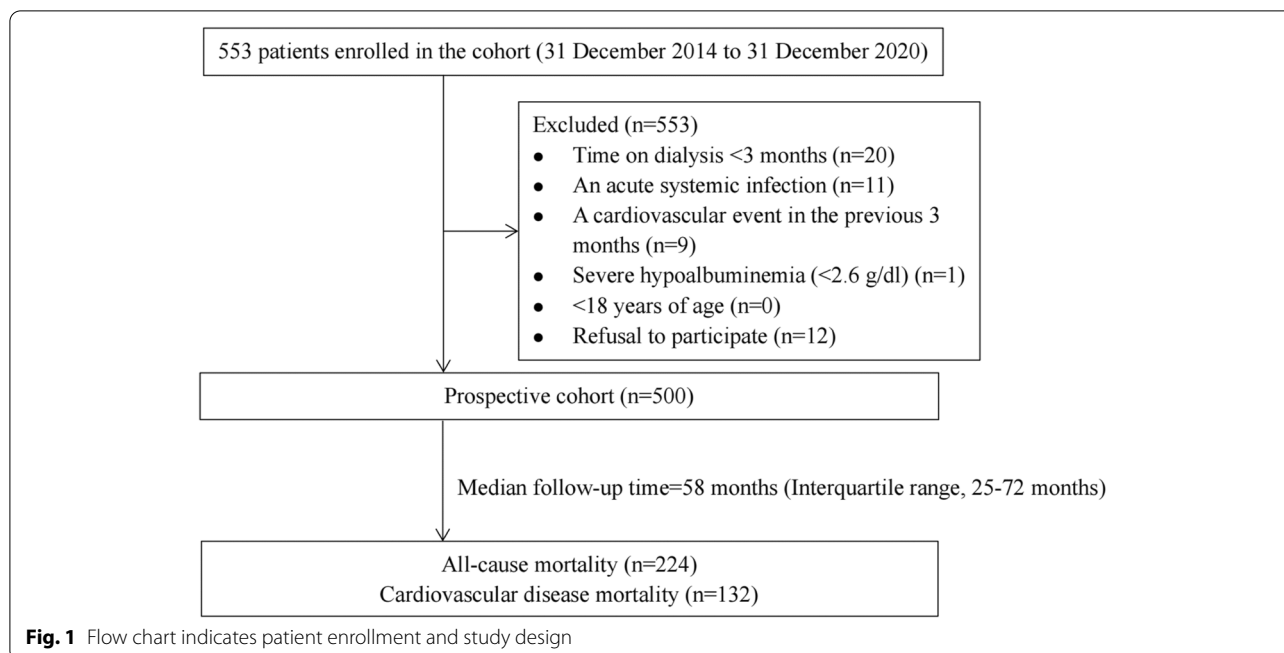 553 patients enrolled in the cohort (31 December 2014 to 31 December 2020)
Excluded (n=553)
● Time on dialysis <3 months (n=20)
● An acute systemic infection (n=11)
● A cardiovascular event in the previous 3
months (n=9)
● Severe hypoalbuminemia (<2.6 g/dl) (n=1)
● <18 years of age (n=0)
● Refusal to participate (n=12)
Prospective cohort (n=500)
Median follow-up time=58 months (Interquartile range, 25-72 months)
All-cause mortality (n=224)
Cardiovascular disease mortality (n=132)
Fig. 1 Flow chart indicates patient enrollment and study design